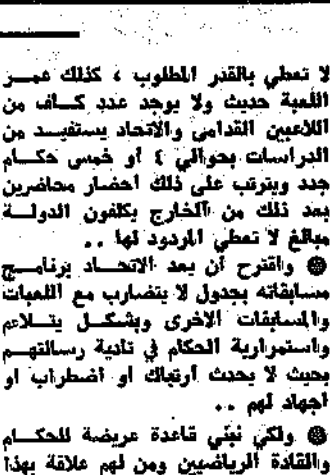 لا تعطي بالقدر المطلوب ، كذلك عمر
اللعبة حديث ولا يوجد عدد كاف من
اللاعبين القدامى والاتحاد يستفيد من
الدراسات بحوالي ٤ أو خمس حكام
جدد ويترتب على ذلك احضار محاضرين
بعد ذلك من الخارج يكلفون الدولة
مبالغ لا تعطي المردود لها ..
واقترح أن يعد الاتحاد برنامج
مسابقاته بجدول لا يتضارب مع اللعبات
والمسابقات الاخرى وبشكل يتلاءم
واستمرارية الحكام في تأدية رسالتهم
بحيث لا يحدث أرتباك او أضطراب او
اجهاد لهم ..
ولكي نبني قاعدة عريضة للحكام
والقادة الرياضيين ومن لهم علاقة بهذا